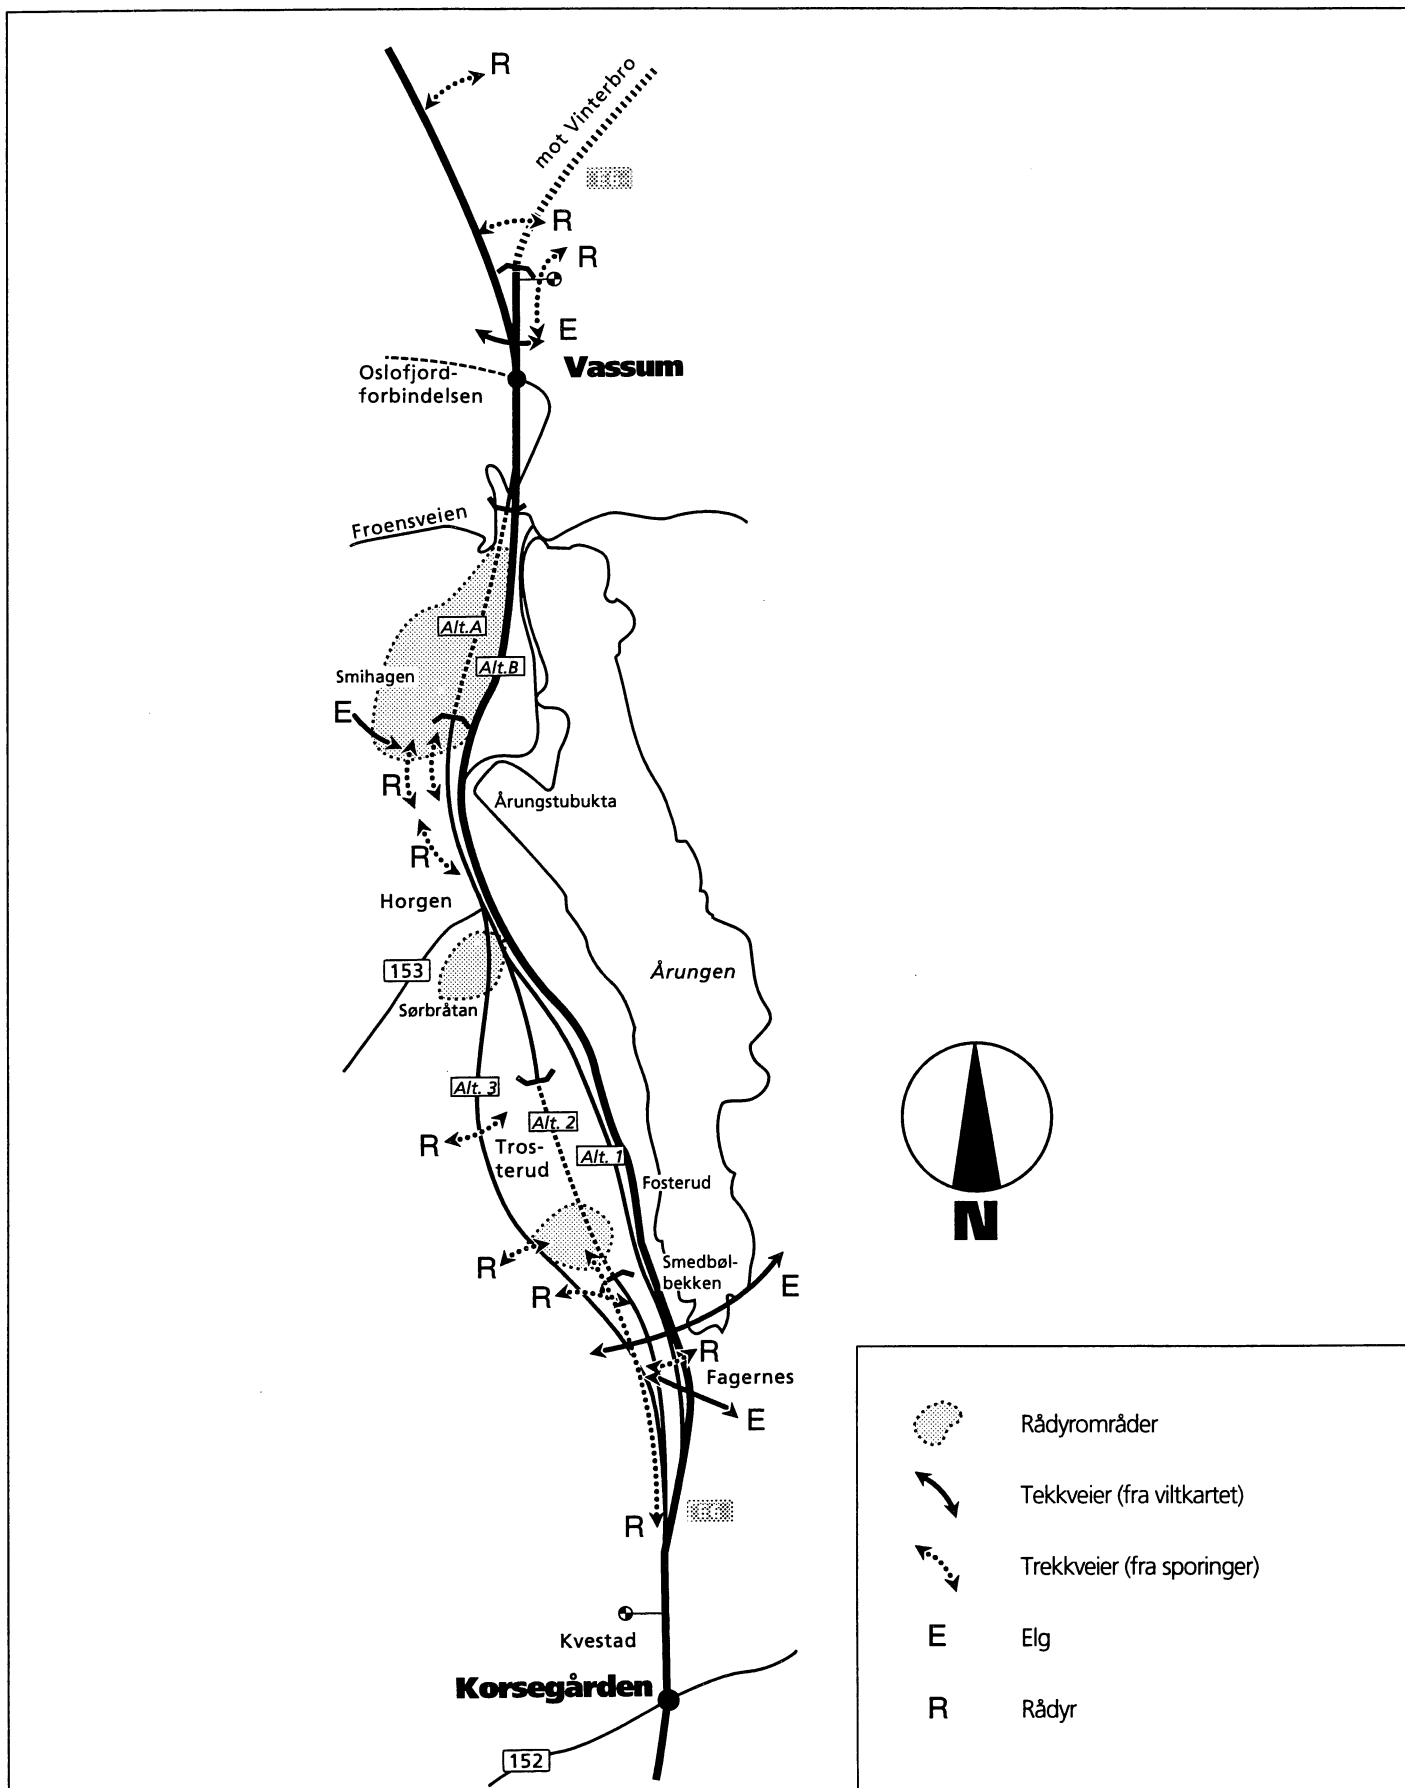 R
mot Vinterbro
E6
R
R
E
Vassum
Oslofjord-
forbindelsen
Froensveien
Alt.A
Alt.B
Smihagen
E
R
Årungstubukta
R
Horgen
153
Årungen
Sørbråtan
Alt. 3
Alt. 2
R
Tros-
terud
Alt. 1
Fosterud
N
R
Smedbøl-
bekken
R
E
R
Fagernes
E
E6
R
Kvestad
Korsegården
152
Rådyrområder
Tekkveier (fra viltkartet)
Trekkveier (fra sporinger)
E Elg
R Rådyr